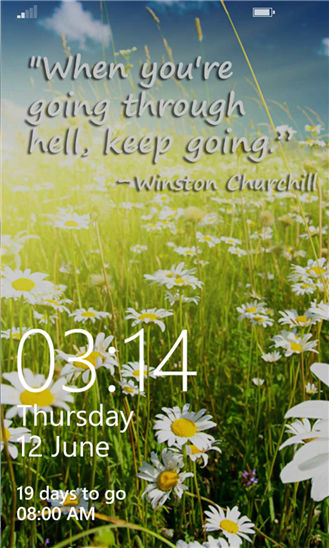 "When you're
going through
hell, keep going."
~Winston Churchill
03:14
Thursday
12 June
19 days to go
08:00 AM